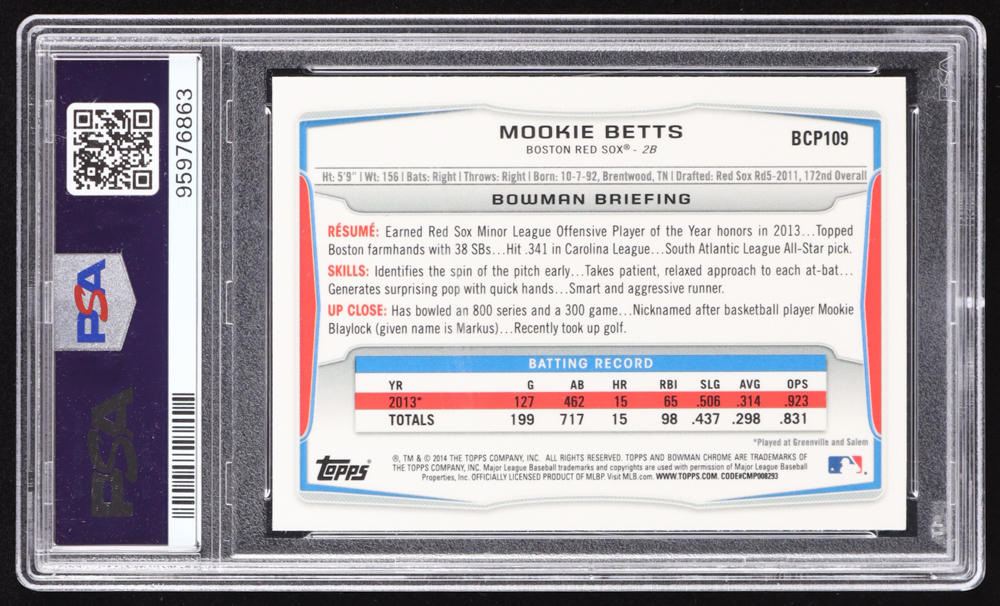 95976863
PSA
PSA
MOOKIE BETTS
BOSTON RED SOX® - 2B
BCP109
Ht: 5'9" | Wt: 156 | Bats: Right | Throws: Right | Born: 10-7-92, Brentwood, TN | Drafted: Red Sox Rd5-2011, 172nd Overall
BOWMAN BRIEFING
RÉSUMÉ: Earned Red Sox Minor League Offensive Player of the Year honors in 2013...Topped
Boston farmhands with 38 SBs...Hit .341 in Carolina League...South Atlantic League All-Star pick.
SKILLS: Identifies the spin of the pitch early...Takes patient, relaxed approach to each at-bat...
Generates surprising pop with quick hands...Smart and aggressive runner.
UP CLOSE: Has bowled an 800 series and a 300 game...Nicknamed after basketball player Mookie
Blaylock (given name is Markus)...Recently took up golf.
BATTING RECORD
YR G AB HR RBI SLG AVG OPS
2013* 127 462 15 65 .506 .314 .923
TOTALS 199 717 15 98 .437 .298 .831
*Played at Greenville and Salem
Topps
®, TM & © 2014 THE TOPPS COMPANY, INC. ALL RIGHTS RESERVED. TOPPS AND BOWMAN CHROME ARE TRADEMARKS OF
THE TOPPS COMPANY, INC. Major League Baseball trademarks and copyrights are used with permission of Major League Baseball
Properties, Inc. OFFICIALLY LICENSED PRODUCT OF MLBP. Visit MLB.com. WWW.TOPPS.COM. CODE#CMP008293